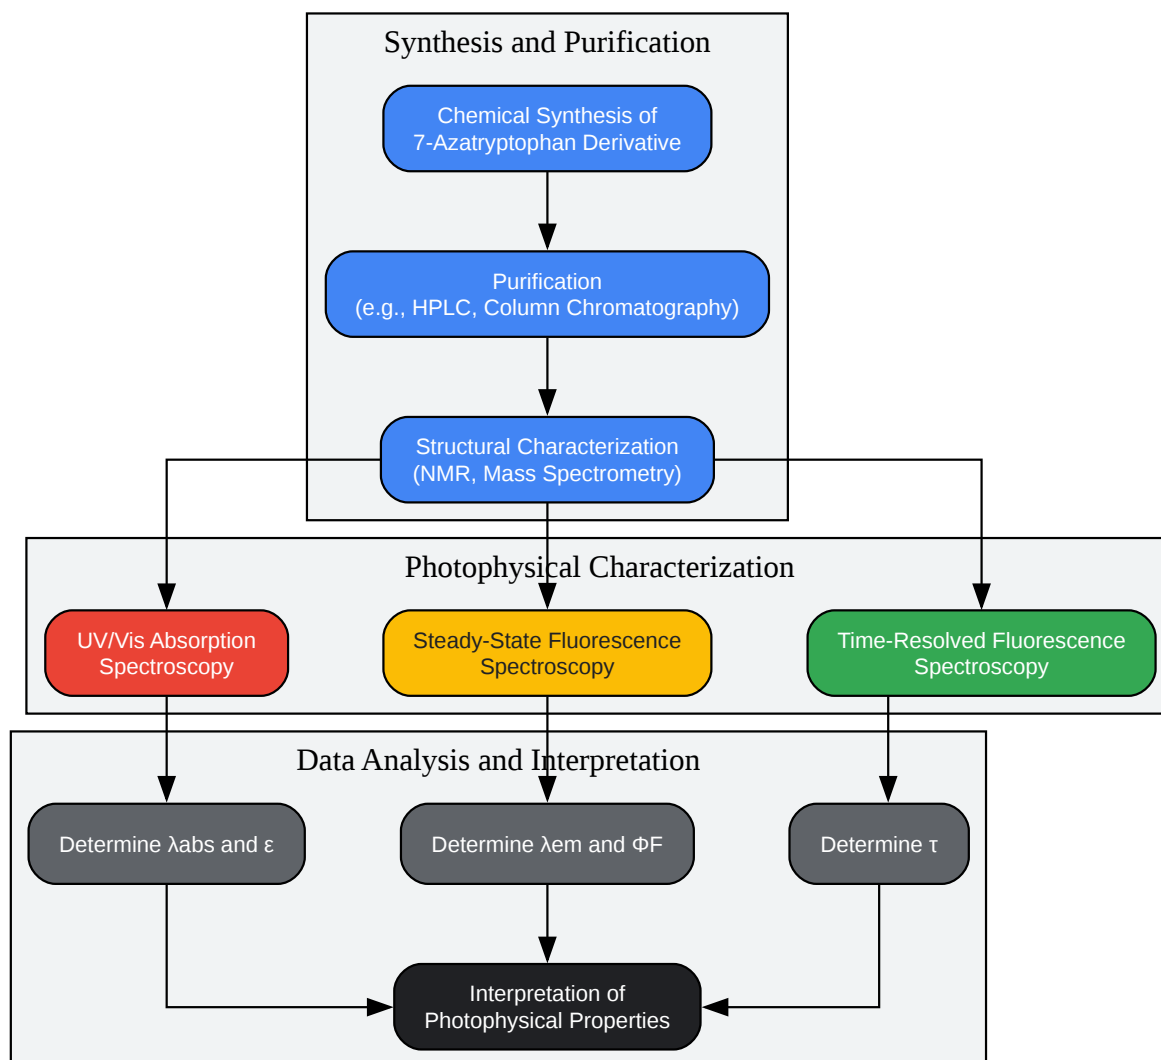 Synthesis and Purification
Chemical Synthesis of
7-Azatryptophan Derivative
Purification
(e.g., HPLC, Column Chromatography)
Structural Characterization
(NMR, Mass Spectrometry)
Photophysical Characterization
UV/Vis Absorption
Spectroscopy
Steady-State Fluorescence
Spectroscopy
Time-Resolved Fluorescence
Spectroscopy
Data Analysis and Interpretation
Determine λabs and ε
Determine λem and ΦF
Determine τ
Interpretation of
Photophysical Properties